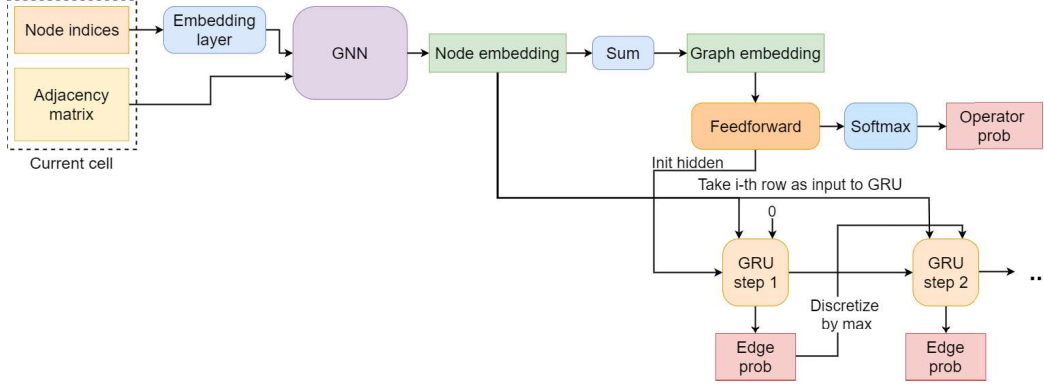 Node indices
Embedding
layer
GNN
Node embedding
Sum
Graph embedding
Adjacency
matrix
Current cell
Feedforward
Softmax
Operator
prob
Init hidden
Take i-th row as input to GRU
0
GRU
step 1
GRU
step 2
..
Discretize
by max
Edge
prob
Edge
prob